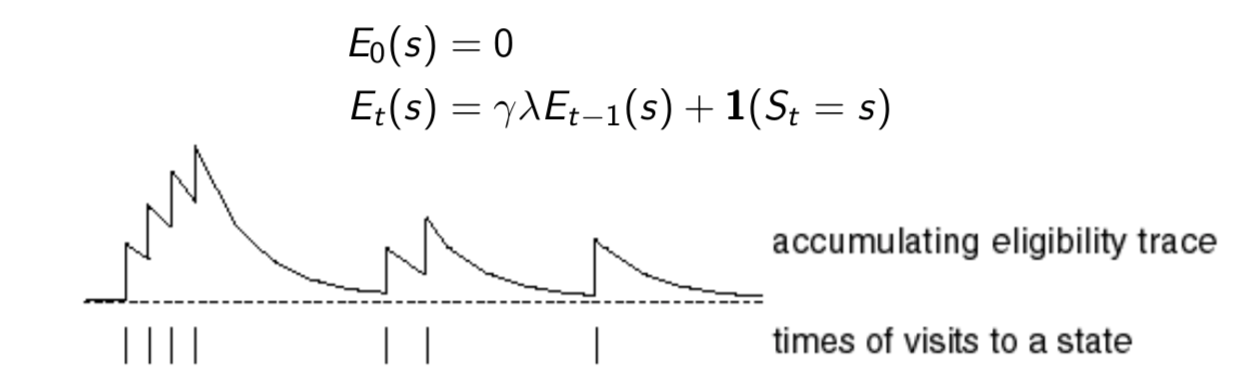 E₀(s) = 0
Eₜ(s) = γλEₜ₋₁(s) + 𝟏(Sₜ = s)
accumulating eligibility trace
times of visits to a state